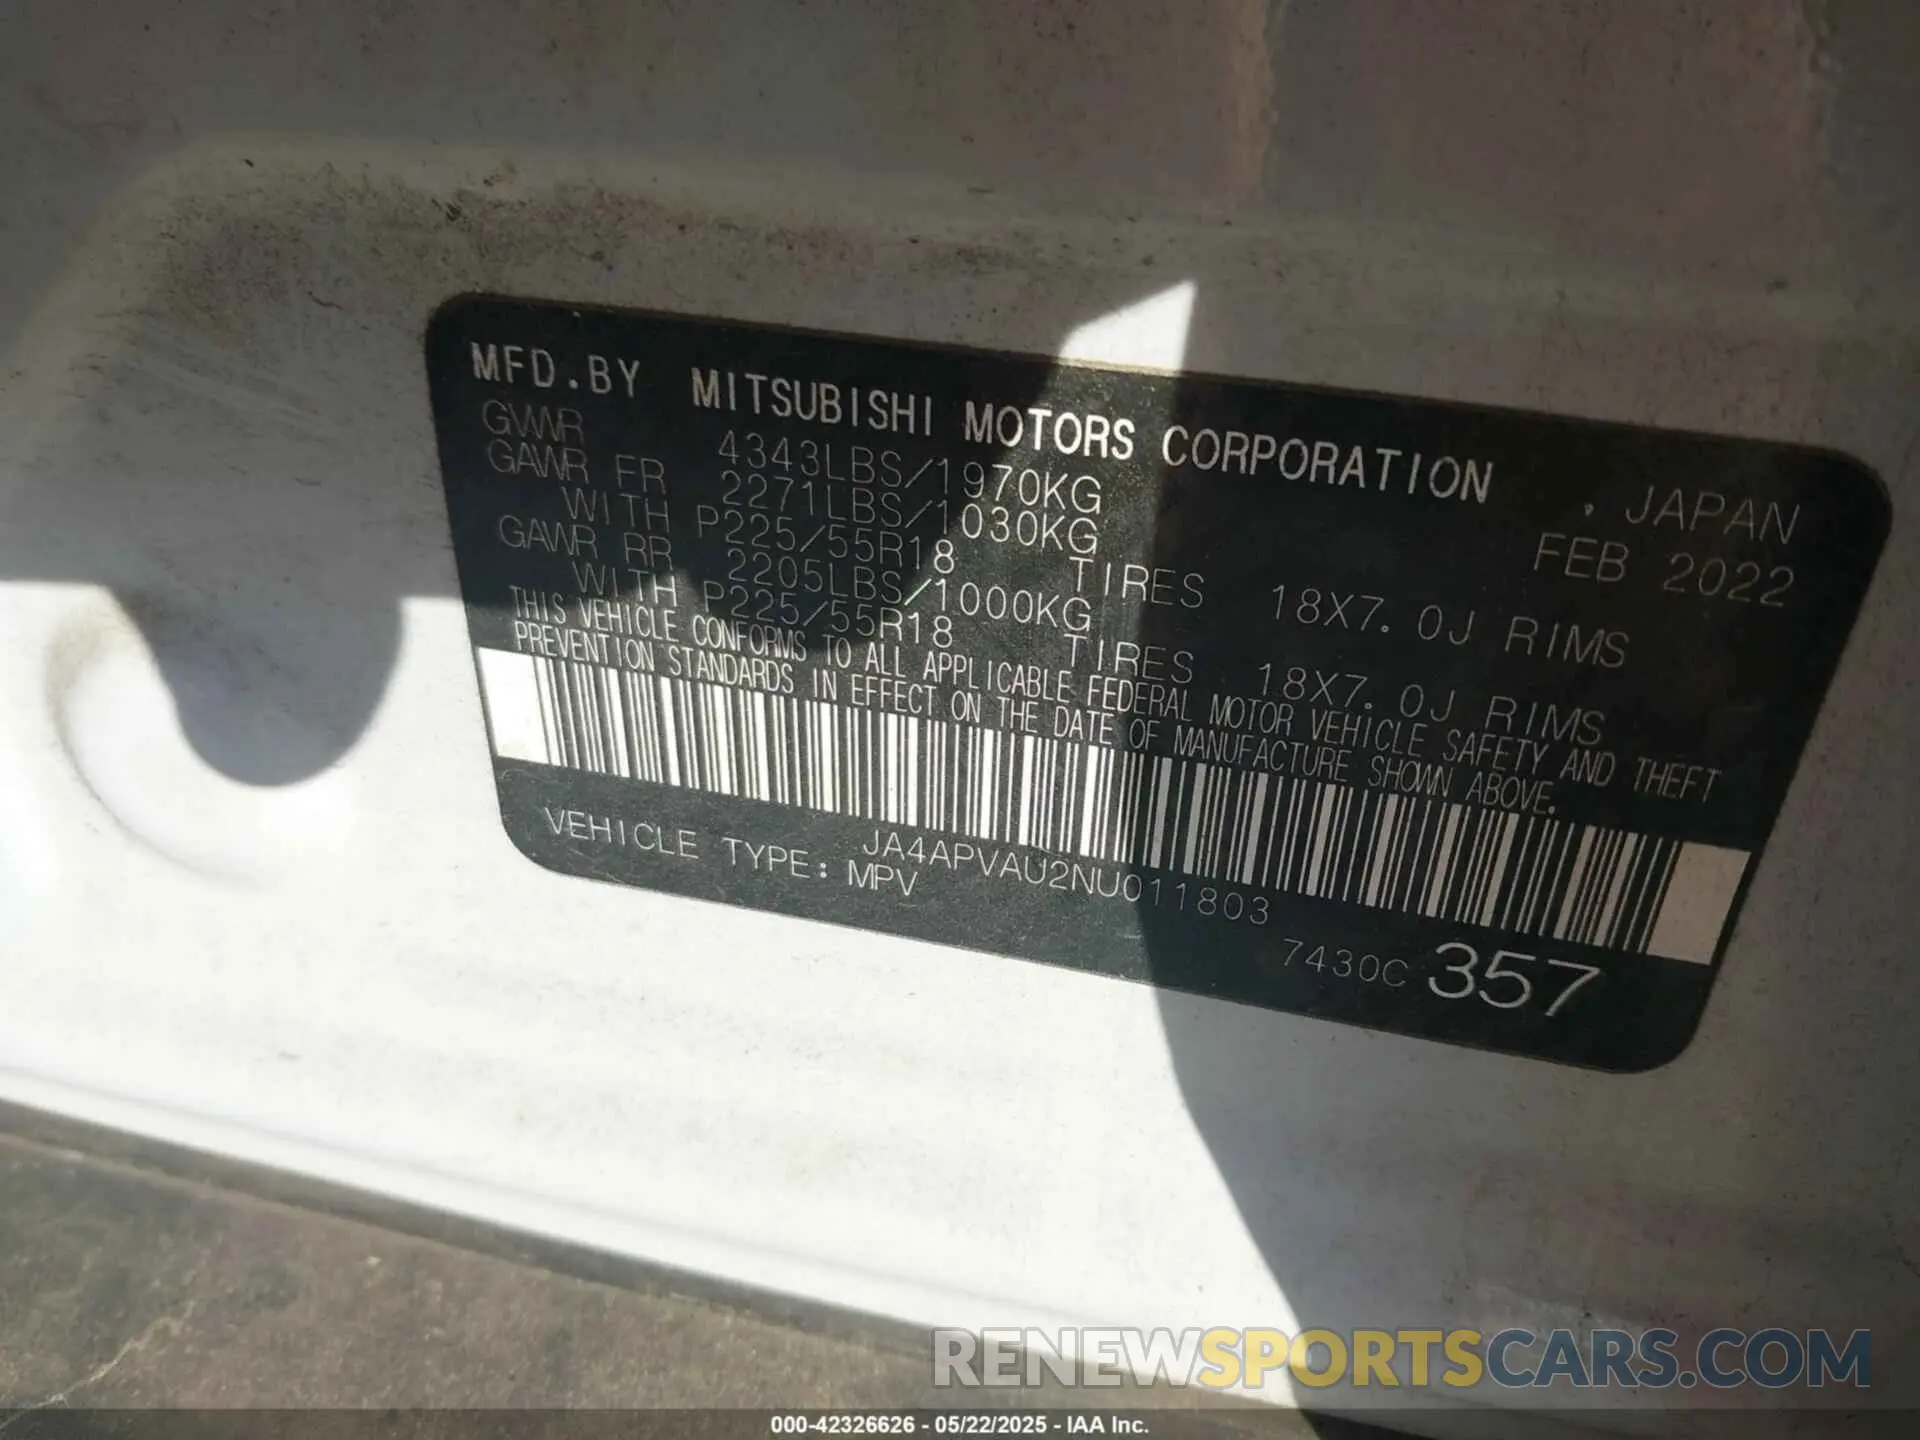 MFD.BY MITSUBISHI MOTORS CORPORATION , JAPAN
GVWR 4343LBS/1970KG FEB 2022
GAWR FR 2271LBS/1030KG
WITH P225/55R18 TIRES 18X7.0J RIMS
GAWR RR 2205LBS/1000KG
WITH P225/55R18 TIRES 18X7.0J RIMS
THIS VEHICLE CONFORMS TO ALL APPLICABLE FEDERAL MOTOR VEHICLE SAFETY AND THEFT
PREVENTION STANDARDS IN EFFECT ON THE DATE OF MANUFACTURE SHOWN ABOVE.
JA4APVAU2NU011803
VEHICLE TYPE: MPV
7430C 357
RENEWSPORTSCARS.COM
000-42326626 - 05/22/2025 - IAA Inc.